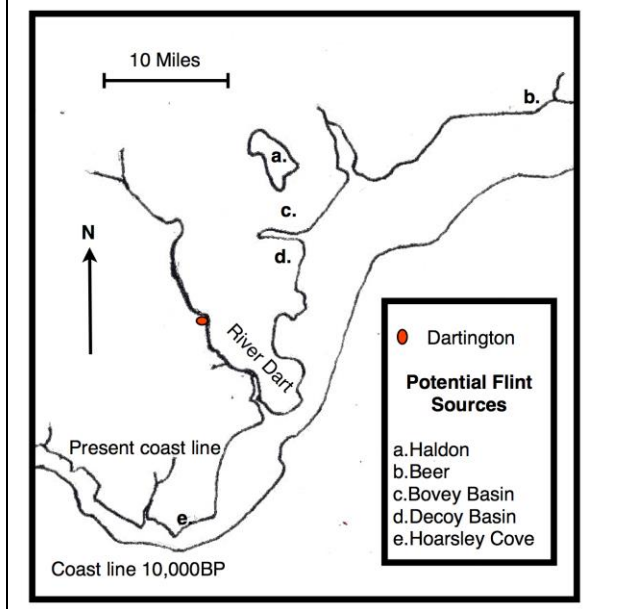 10 Miles
b.
a.
c.
N
d.
River Dart
Dartington
Potential Flint
Sources
Present coast line
a.Haldon
b.Beer
c.Bovey Basin
d.Decoy Basin
e.Hoarsley Cove
e.
Coast line 10,000BP